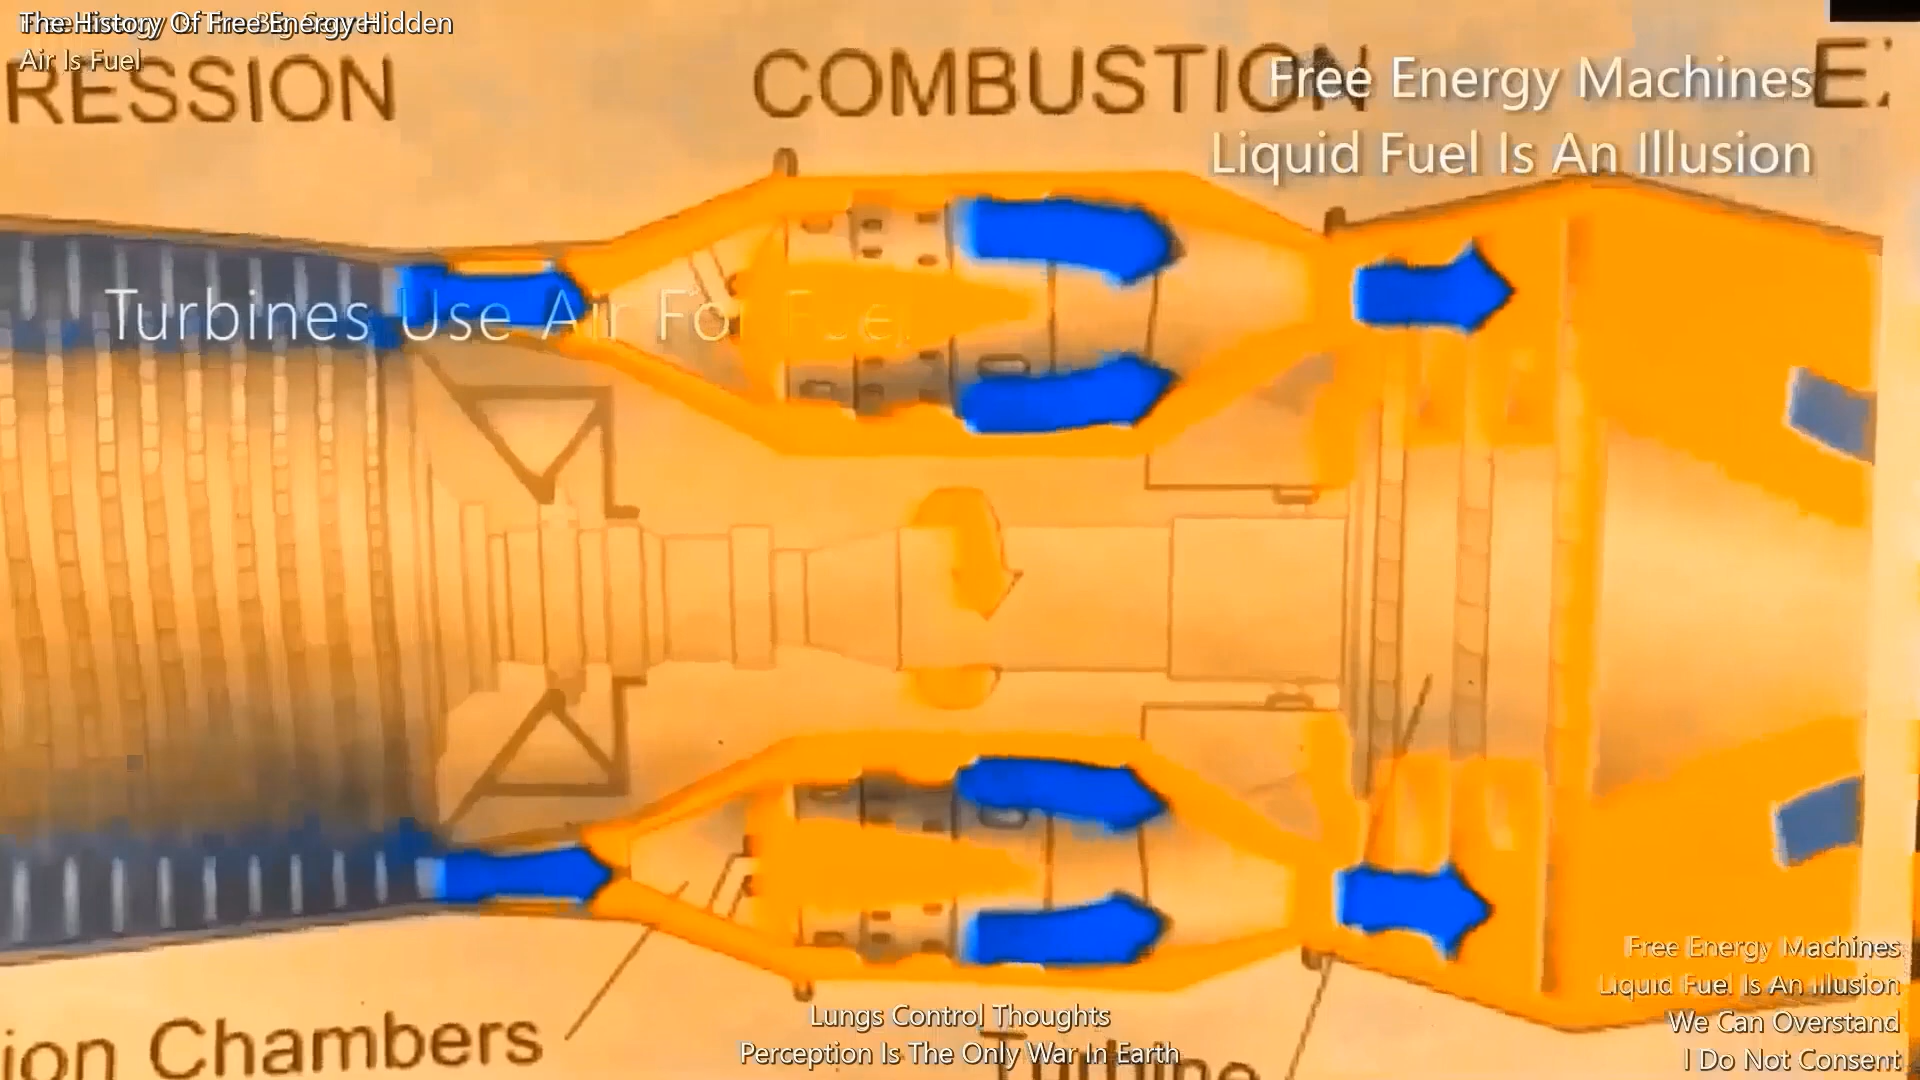 The History Of Free Energy Hidden
Air Is Fuel
RESSION
COMBUSTION
Free Energy Machines
Liquid Fuel Is An Illusion
Turbines Use Air For Fuel
ion Chambers
Turbine
Lungs Control Thoughts
Perception Is The Only War In Earth
Free Energy Machines
Liquid Fuel Is An Illusion
We Can Overstand
I Do Not Consent